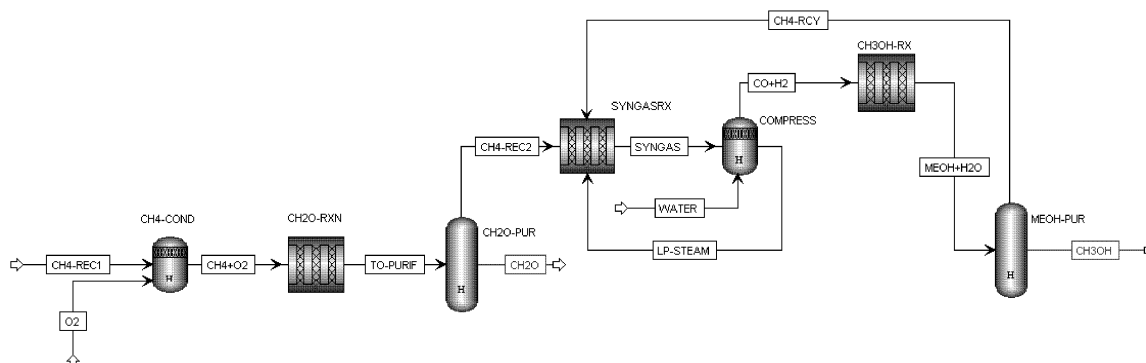 CH4-RCY
CH3OH-RX
CO+H2
SYNGASRX
COMPRESS
CH4-REC2
SYNGAS
H
MEOH+H2O
WATER
CH4-COND
CH2O-RXN
CH2O-PUR
MEOH-PUR
LP-STEAM
CH4-REC1
CH4+O2
TO-PURIF
CH2O
CH3OH
H
H
H
O2